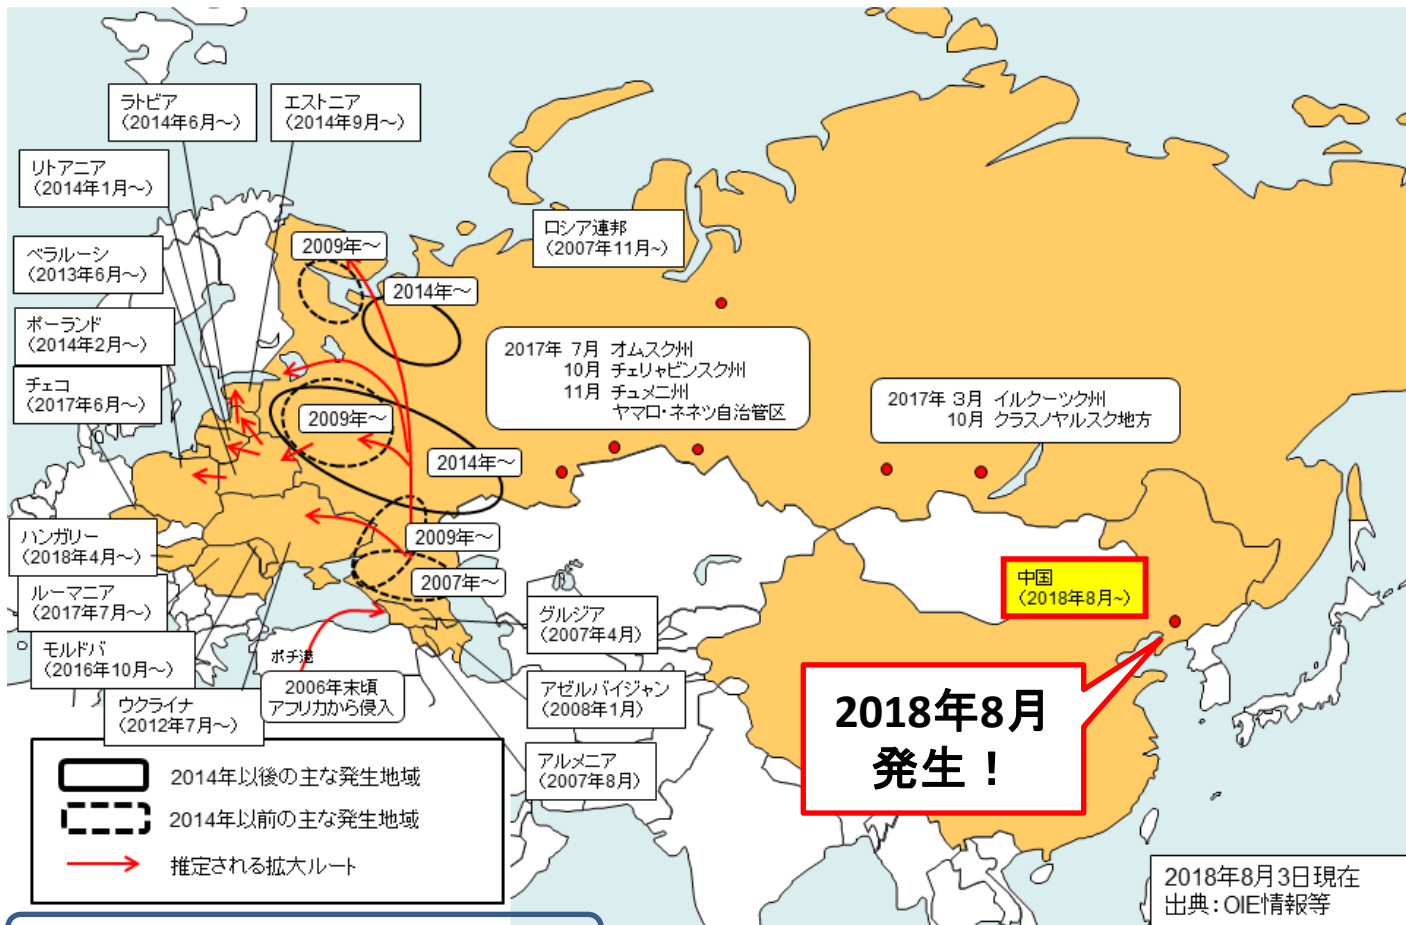 ラトビア
（2014年6月～）
エストニア
（2014年9月～）
リトアニア
（2014年1月～）
ベラルーシ
（2013年6月～）
ポーランド
（2014年2月～）
チェコ
（2017年6月～）
ハンガリー
（2018年4月～）
ルーマニア
（2017年7月～）
モルドバ
（2016年10月～）
ウクライナ
（2012年7月～）
ロシア連邦
（2007年11月~）
2009年～
2014年～
2009年～
2014年～
2009年～
2007年～
2017年 7月 オムスク州
10月 チェリャビンスク州
11月 チュメニ州
ヤマロ・ネネツ自治管区
2017年 3月 イルクーツク州
10月 クラスノヤルスク地方
中国
（2018年8月~）
2018年8月
発生！
グルジア
（2007年4月）
アゼルバイジャン
（2008年1月）
アルメニア
（2007年8月）
ポチ港
2006年末頃
アフリカから侵入
2014年以後の主な発生地域
2014年以前の主な発生地域
推定される拡大ルート
2018年8月3日現在
出典：OIE情報等